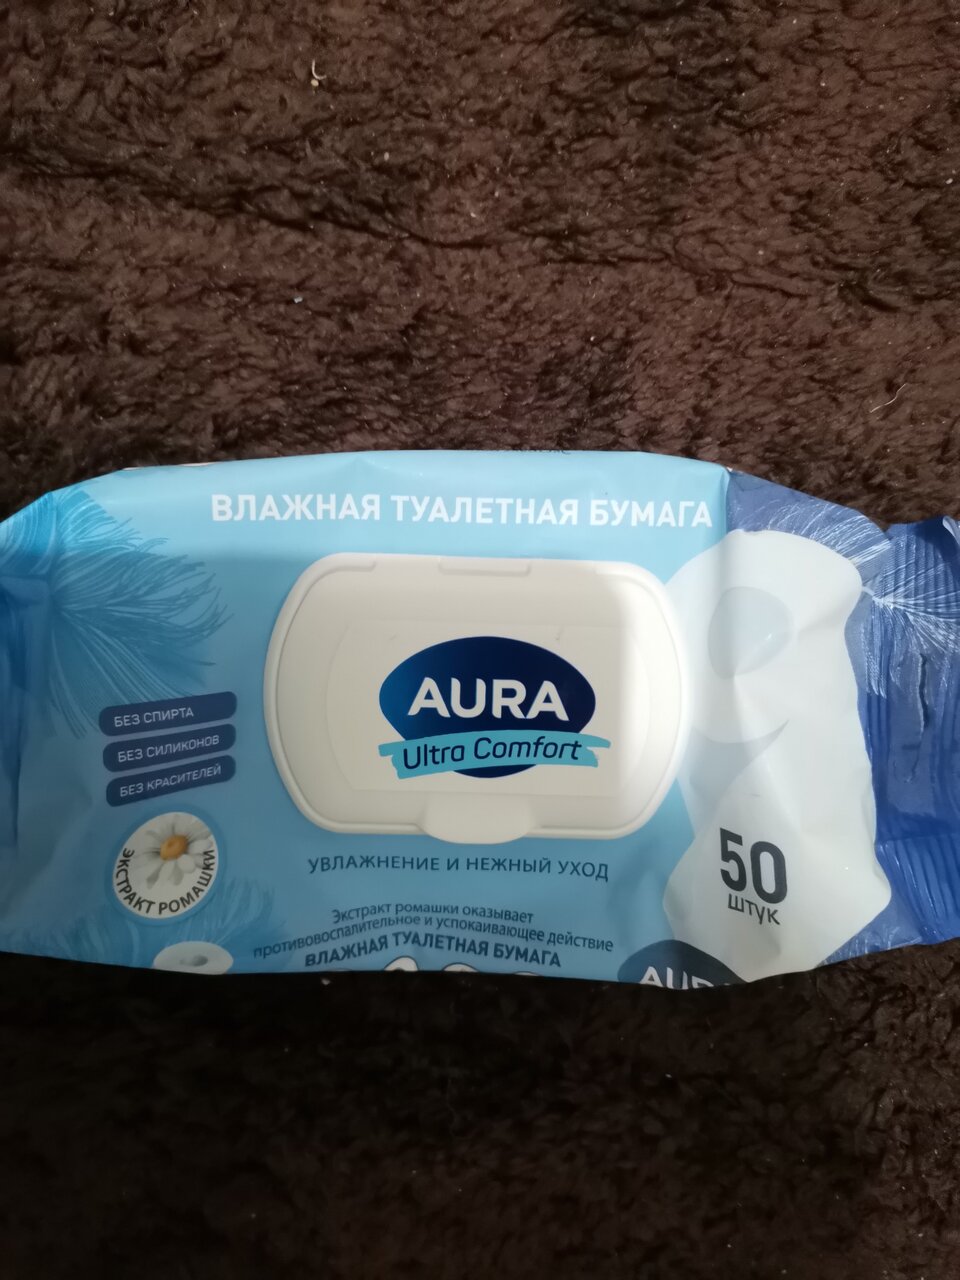 ВЛАЖНАЯ ТУАЛЕТНАЯ БУМАГА
AURA
Ultra Comfort
БЕЗ СПИРТА
БЕЗ СИЛИКОНОВ
БЕЗ КРАСИТЕЛЕЙ
ЭКСТРАКТ РОМАШКИ
УВЛАЖНЕНИЕ И НЕЖНЫЙ УХОД
50
ШТУК
Экстракт ромашки оказывает
противовоспалительное и успокаивающее действие
ВЛАЖНАЯ ТУАЛЕТНАЯ БУМАГА